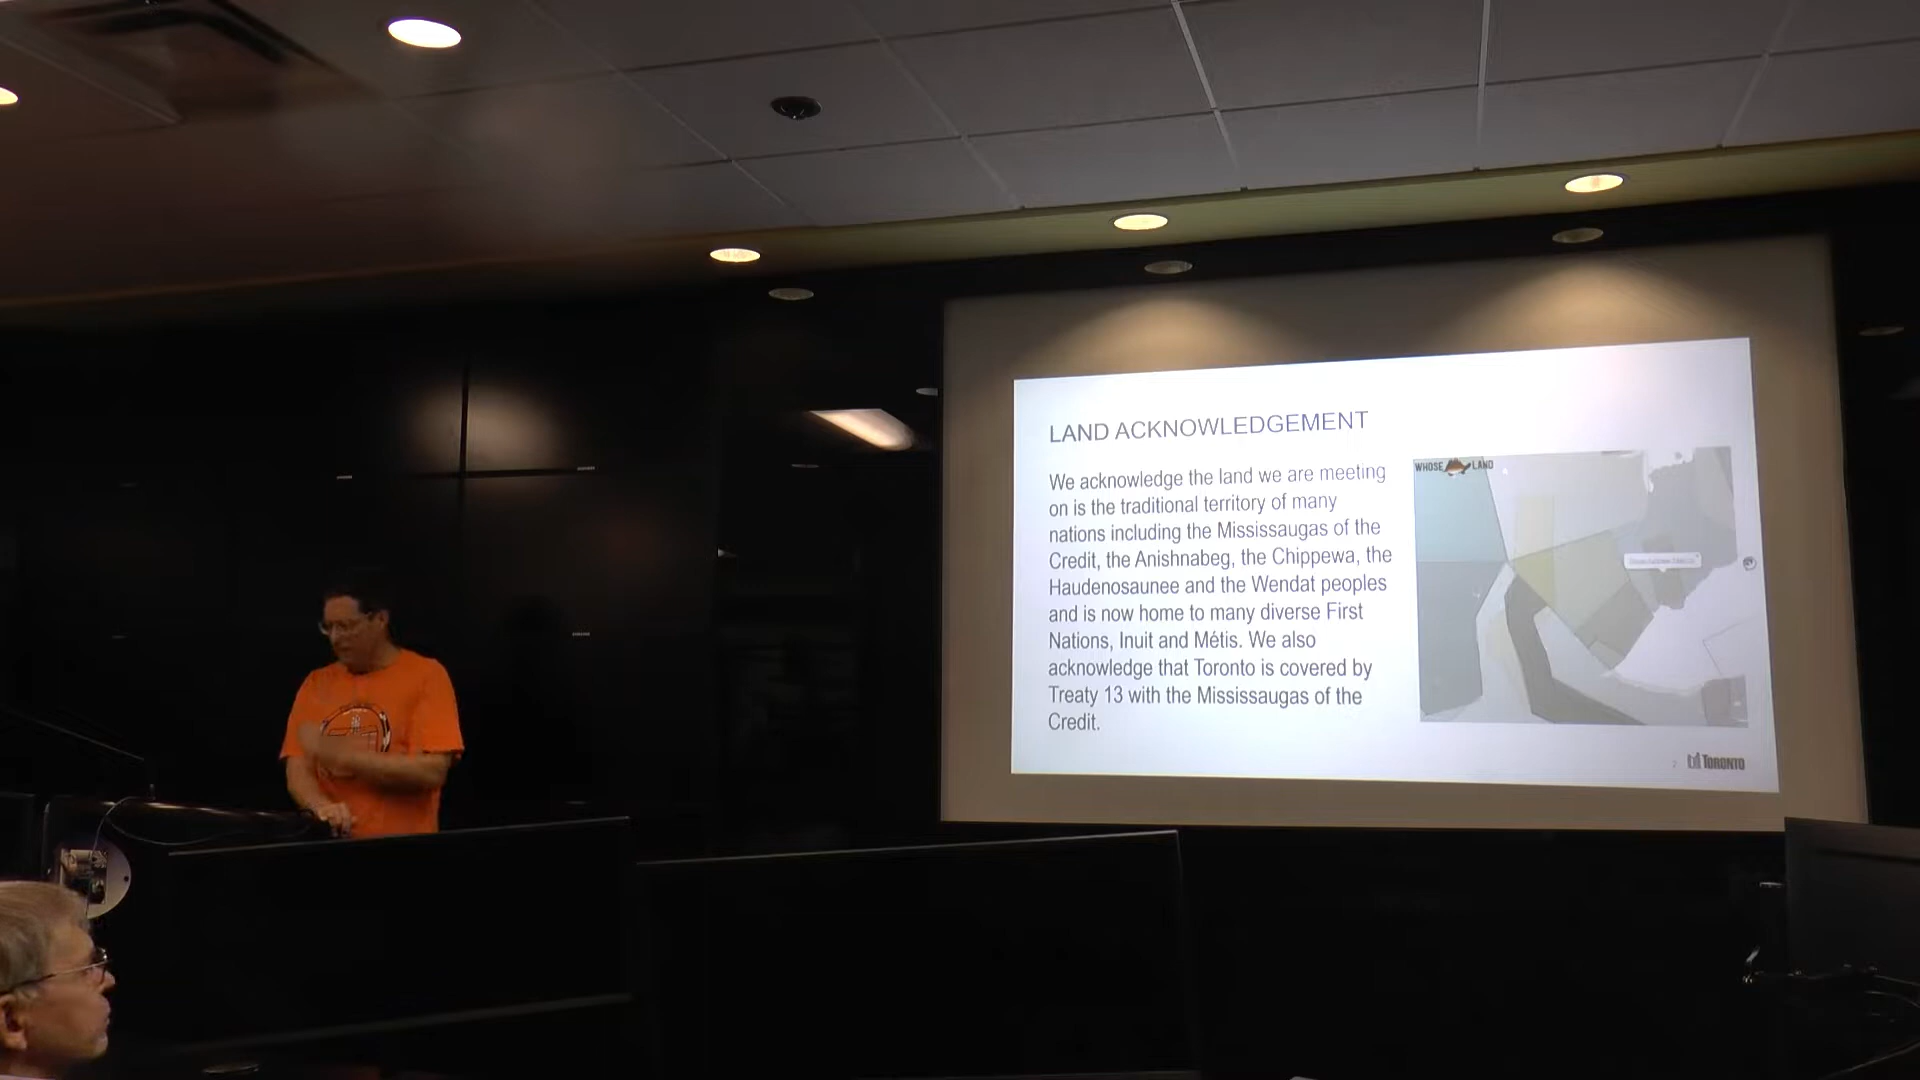 LAND ACKNOWLEDGEMENT
We acknowledge the land we are meeting
on is the traditional territory of many
nations including the Mississaugas of the
Credit, the Anishnabeg, the Chippewa, the
Haudenosaunee and the Wendat peoples
and is now home to many diverse First
Nations, Inuit and Métis. We also
acknowledge that Toronto is covered by
Treaty 13 with the Mississaugas of the
Credit.
WHOSE LAND
2
TORONTO